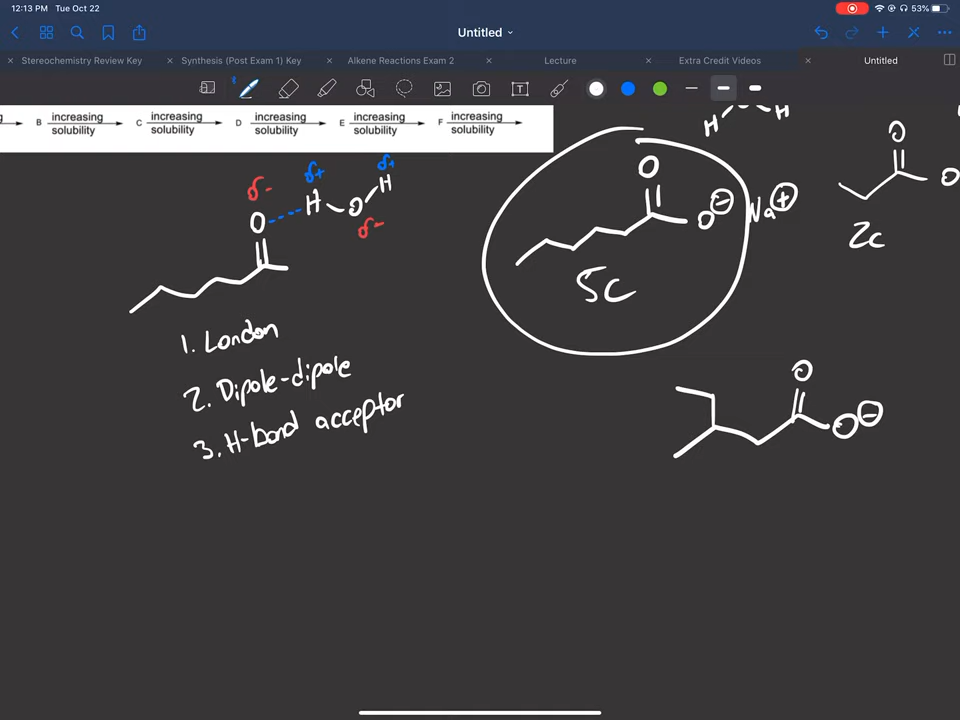 12:13 PM Tue Oct 22
53%
Untitled
Stereochemistry Review Key
Synthesis (Post Exam 1) Key
Alkene Reactions Exam 2
Lecture
Extra Credit Videos
Untitled
B increasing solubility
C increasing solubility
D increasing solubility
E increasing solubility
F increasing solubility
H H
δ- δ+ δ+
O H O H
δ-
O
O⊖ Na⊕
5c
O
O
2c
1. London
2. Dipole-dipole
3. H-bond acceptor
O
O⊖